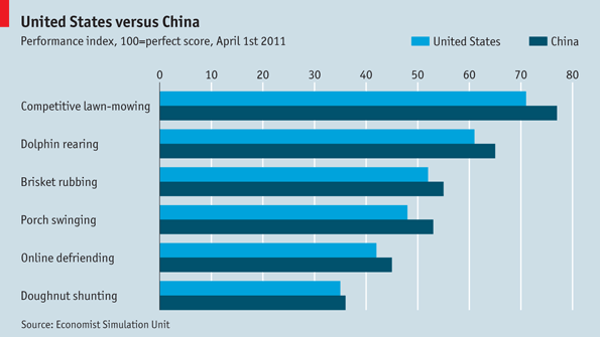 United States versus China
Performance index, 100=perfect score, April 1st 2011
United States China
0 10 20 30 40 50 60 70 80
Competitive lawn-mowing
Dolphin rearing
Brisket rubbing
Porch swinging
Online defriending
Doughnut shunting
Source: Economist Simulation Unit